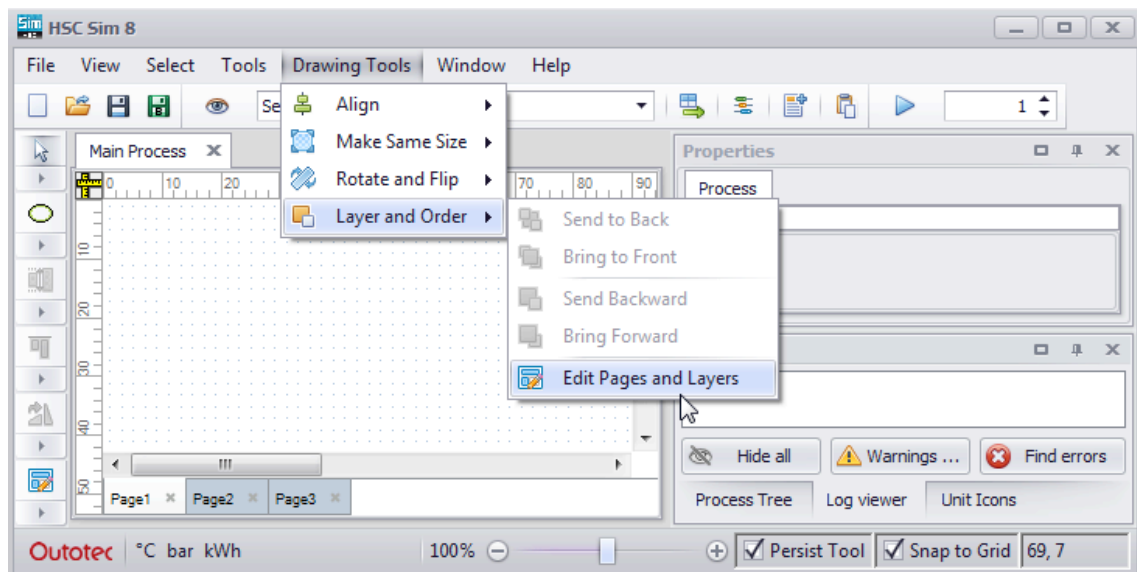 Sim HSC Sim 8
File View Select Tools Drawing Tools Window Help
Se 1
Align
Make Same Size
Rotate and Flip
Layer and Order
Send to Back
Bring to Front
Send Backward
Bring Forward
Edit Pages and Layers
Main Process
0 10 20 70 80 90
10
20
30
40
50
Page1 Page2 Page3
Properties
Process
Hide all Warnings ... Find errors
Process Tree Log viewer Unit Icons
Outotec °C bar kWh 100% Persist Tool Snap to Grid 69, 7